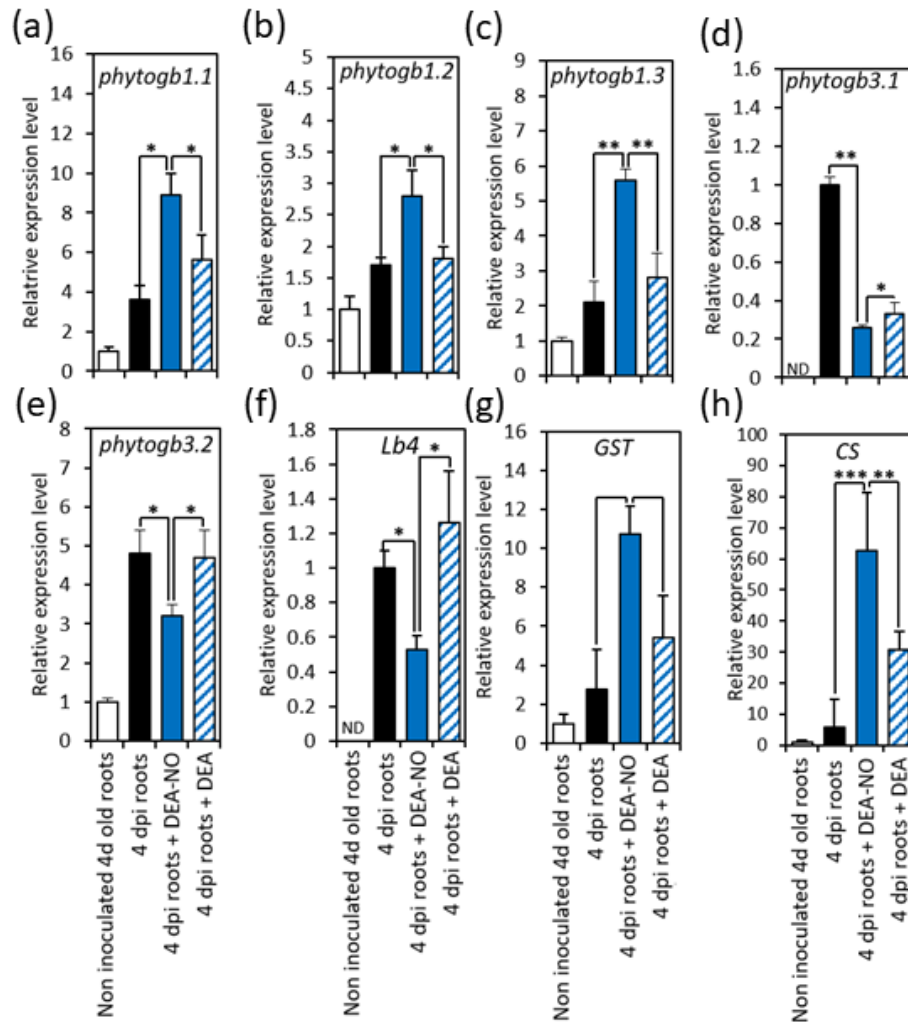 (a)
Relatrive expression level
16
14
12
10
8
6
4
2
0
phytogb1.1
* *
(b)
Relative expression level
5
4.5
4
3.5
3
2.5
2
1.5
1
0.5
0
phytogb1.2
* *
(c)
Relative expression level
9
8
7
6
5
4
3
2
1
0
phytogb1.3
** **
(d)
Relative expression level
1.6
1.4
1.2
1
0.8
0.6
0.4
0.2
0
phytogb3.1
**
*
ND
(e)
Relative expression level
8
7
6
5
4
3
2
1
0
phytogb3.2
* *
Non inoculated 4d old roots
4 dpi roots
4 dpi roots + DEA-NO
4 dpi roots + DEA
(f)
Relative expression level
1.8
1.6
1.4
1.2
1
0.8
0.6
0.4
0.2
0
Lb4
*
*
ND
Non inoculated 4d old roots
4 dpi roots
4 dpi roots + DEA-NO
4 dpi roots + DEA
(g)
Relative expression level
16
14
12
10
8
6
4
2
0
GST
Non inoculated 4d old roots
4 dpi roots
4 dpi roots + DEA-NO
4 dpi roots + DEA
(h)
Relative expression level
100
90
80
70
60
50
40
30
20
10
0
CS
*** **
Non inoculated 4d old roots
4 dpi roots
4 dpi roots + DEA-NO
4 dpi roots + DEA